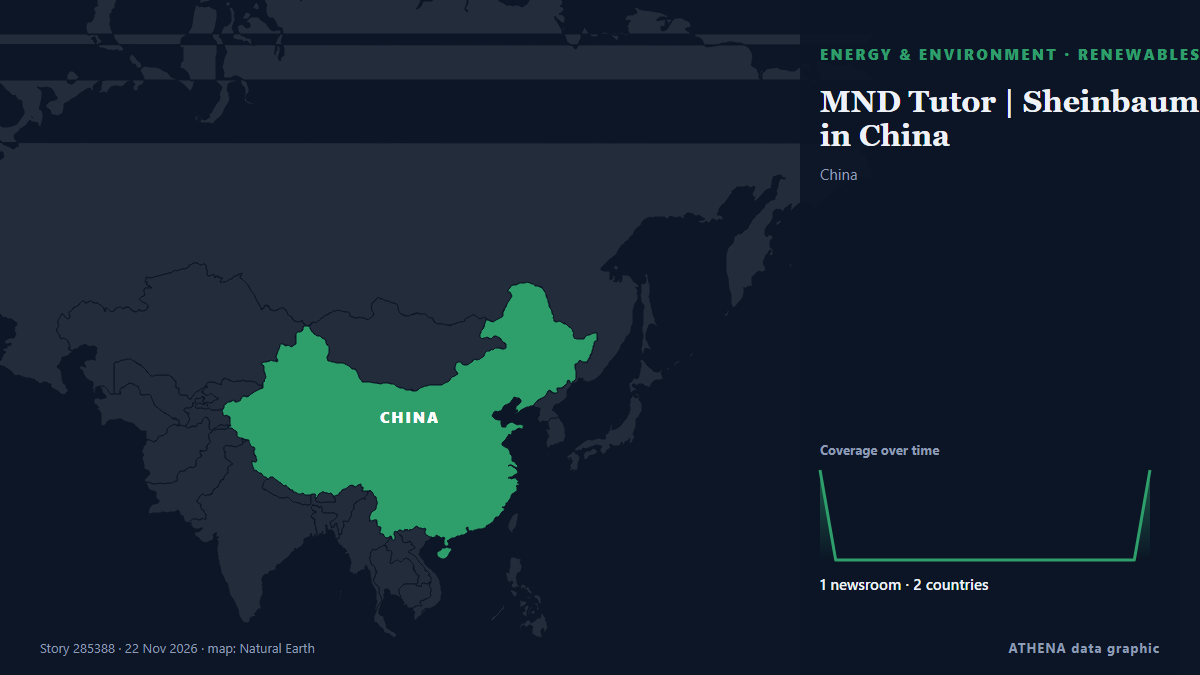 ENERGY & ENVIRONMENT · RENEWABLES
MND Tutor | Sheinbaum
in China
China
CHINA
Coverage over time
1 newsroom · 2 countries
Story 285388 · 22 Nov 2026 · map: Natural Earth
ATHENA data graphic